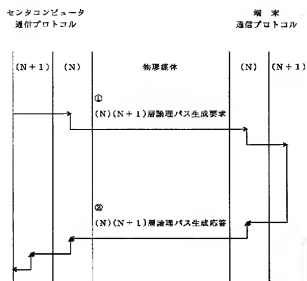 センタコンピュータ
通信プロトコル
端　末
通信プロトコル
(N+1) (N) 物理媒体 (N) (N+1)
①
(N)(N+1)層論理パス生成要求
②
(N)(N+1)層論理パス生成応答